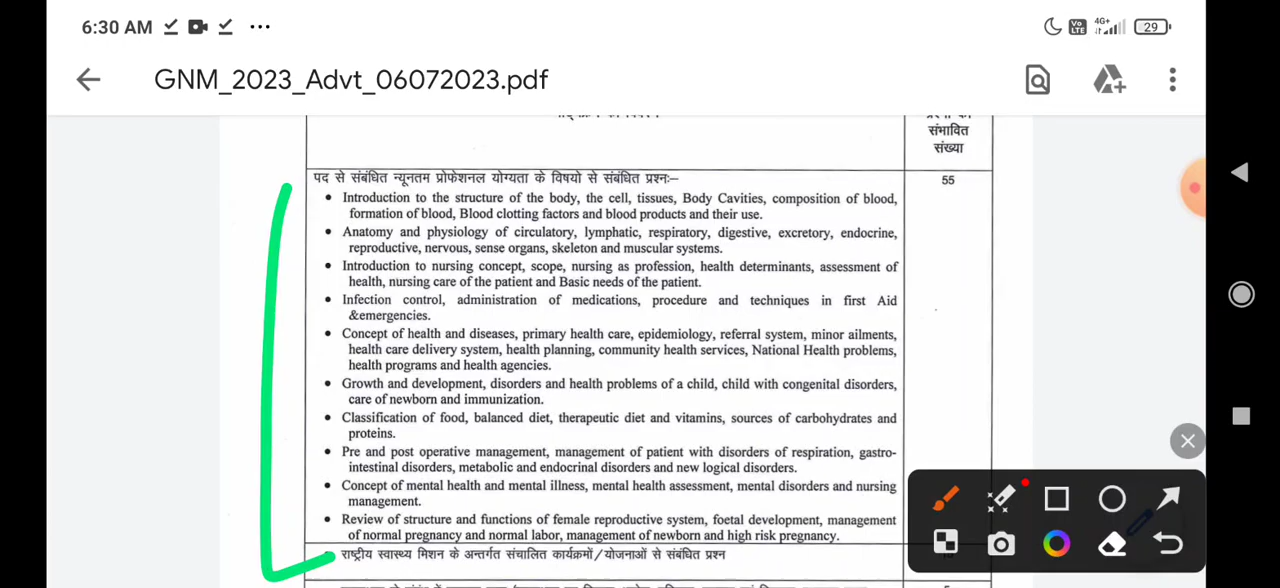 6:30 AM
Vo
LTE
4G+
29
GNM_2023_Advt_06072023.pdf
संभावित
संख्या
पद से संबंधित न्यूनतम प्रोफेशनल योग्यता के विषयो से संबंधित प्रश्नः–
55
• Introduction to the structure of the body, the cell, tissues, Body Cavities, composition of blood,
formation of blood, Blood clotting factors and blood products and their use.
• Anatomy and physiology of circulatory, lymphatic, respiratory, digestive, excretory, endocrine,
reproductive, nervous, sense organs, skeleton and muscular systems.
• Introduction to nursing concept, scope, nursing as profession, health determinants, assessment of
health, nursing care of the patient and Basic needs of the patient.
• Infection control, administration of medications, procedure and techniques in first Aid
&emergencies.
• Concept of health and diseases, primary health care, epidemiology, referral system, minor ailments,
health care delivery system, health planning, community health services, National Health problems,
health programs and health agencies.
• Growth and development, disorders and health problems of a child, child with congenital disorders,
care of newborn and immunization.
• Classification of food, balanced diet, therapeutic diet and vitamins, sources of carbohydrates and
proteins.
• Pre and post operative management, management of patient with disorders of respiration, gastro-
intestinal disorders, metabolic and endocrinal disorders and new logical disorders.
• Concept of mental health and mental illness, mental health assessment, mental disorders and nursing
management.
• Review of structure and functions of female reproductive system, foetal development, management
of normal pregnancy and normal labor, management of newborn and high risk pregnancy.
राष्ट्रीय स्वास्थ्य मिशन के अन्तर्गत संचालित कार्यक्रमों/योजनाओं से संबंधित प्रश्न